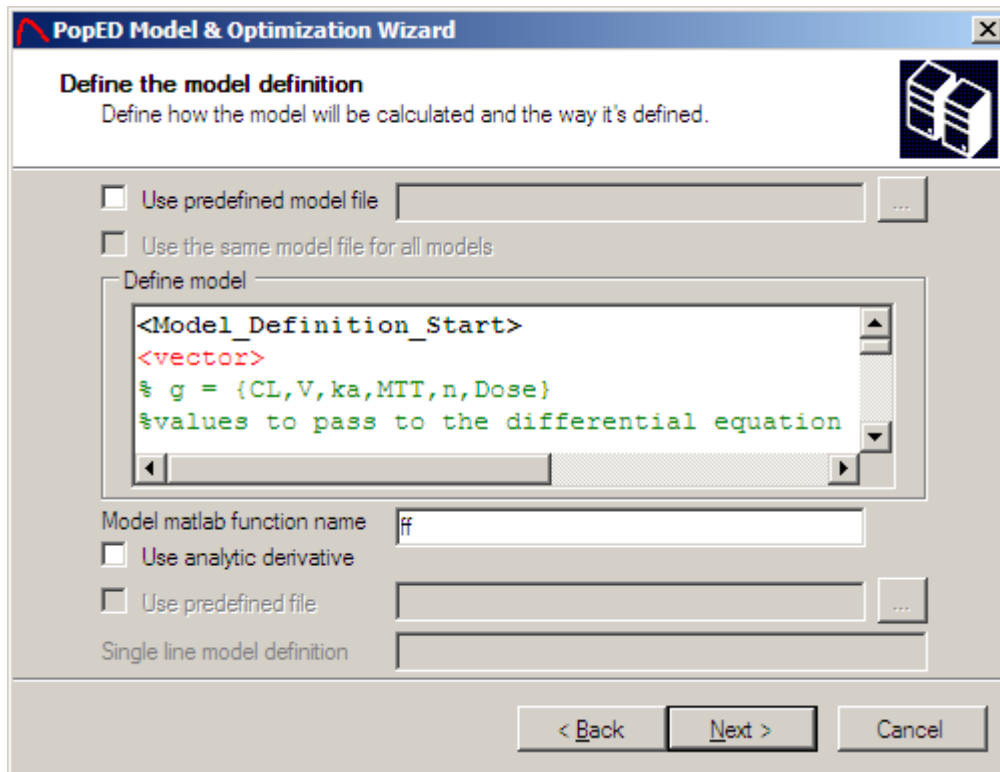 PopED Model & Optimization Wizard
Define the model definition
Define how the model will be calculated and the way it's defined.
Use predefined model file
...
Use the same model file for all models
Define model
<Model_Definition_Start>
<vector>
% g = {CL,V,ka,MTT,n,Dose}
%values to pass to the differential equation
Model matlab function name ff
Use analytic derivative
Use predefined file
...
Single line model definition
< Back Next > Cancel